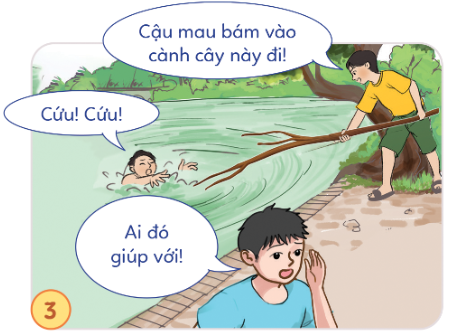 Cậu mau bám vào
cành cây này đi!
Cứu! Cứu!
Ai đó
giúp với!
3